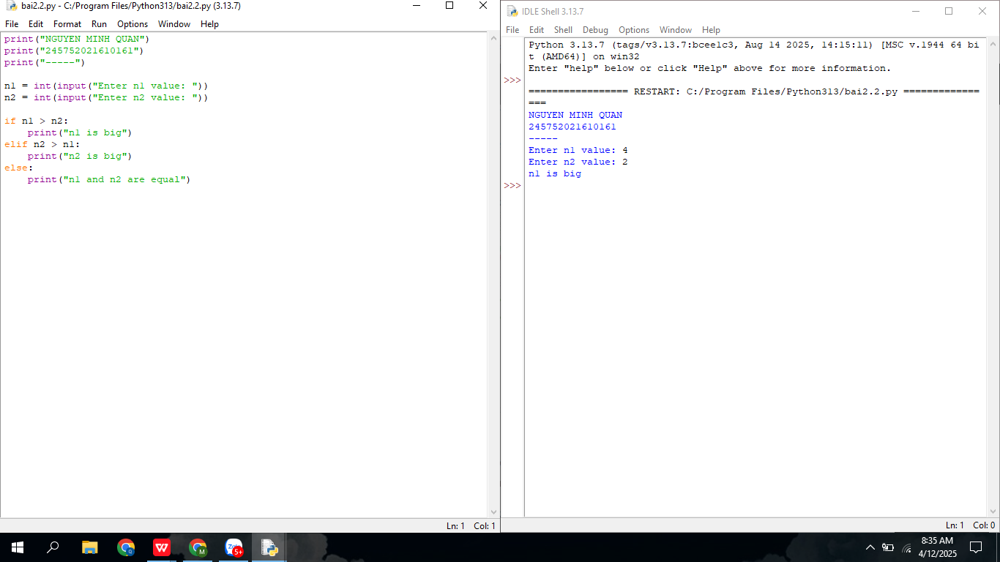 bai2.2.py - C:/Program Files/Python313/bai2.2.py (3.13.7)
File Edit Format Run Options Window Help
print("NGUYEN MINH QUAN")
print("245752021610161")
print("-----")
n1 = int(input("Enter n1 value: "))
n2 = int(input("Enter n2 value: "))
if n1 > n2:
    print("n1 is big")
elif n2 > n1:
    print("n2 is big")
else:
    print("n1 and n2 are equal")
Ln: 1 Col: 1
IDLE Shell 3.13.7
File Edit Shell Debug Options Window Help
Python 3.13.7 (tags/v3.13.7:bcee1c3, Aug 14 2025, 14:15:11) [MSC v.1944 64 bi
t (AMD64)] on win32
Enter "help" below or click "Help" above for more information.
>>>
================= RESTART: C:/Program Files/Python313/bai2.2.py =============
===
NGUYEN MINH QUAN
245752021610161
-----
Enter n1 value: 4
Enter n2 value: 2
n1 is big
>>>
Ln: 1 Col: 0
5+
8:35 AM
4/12/2025